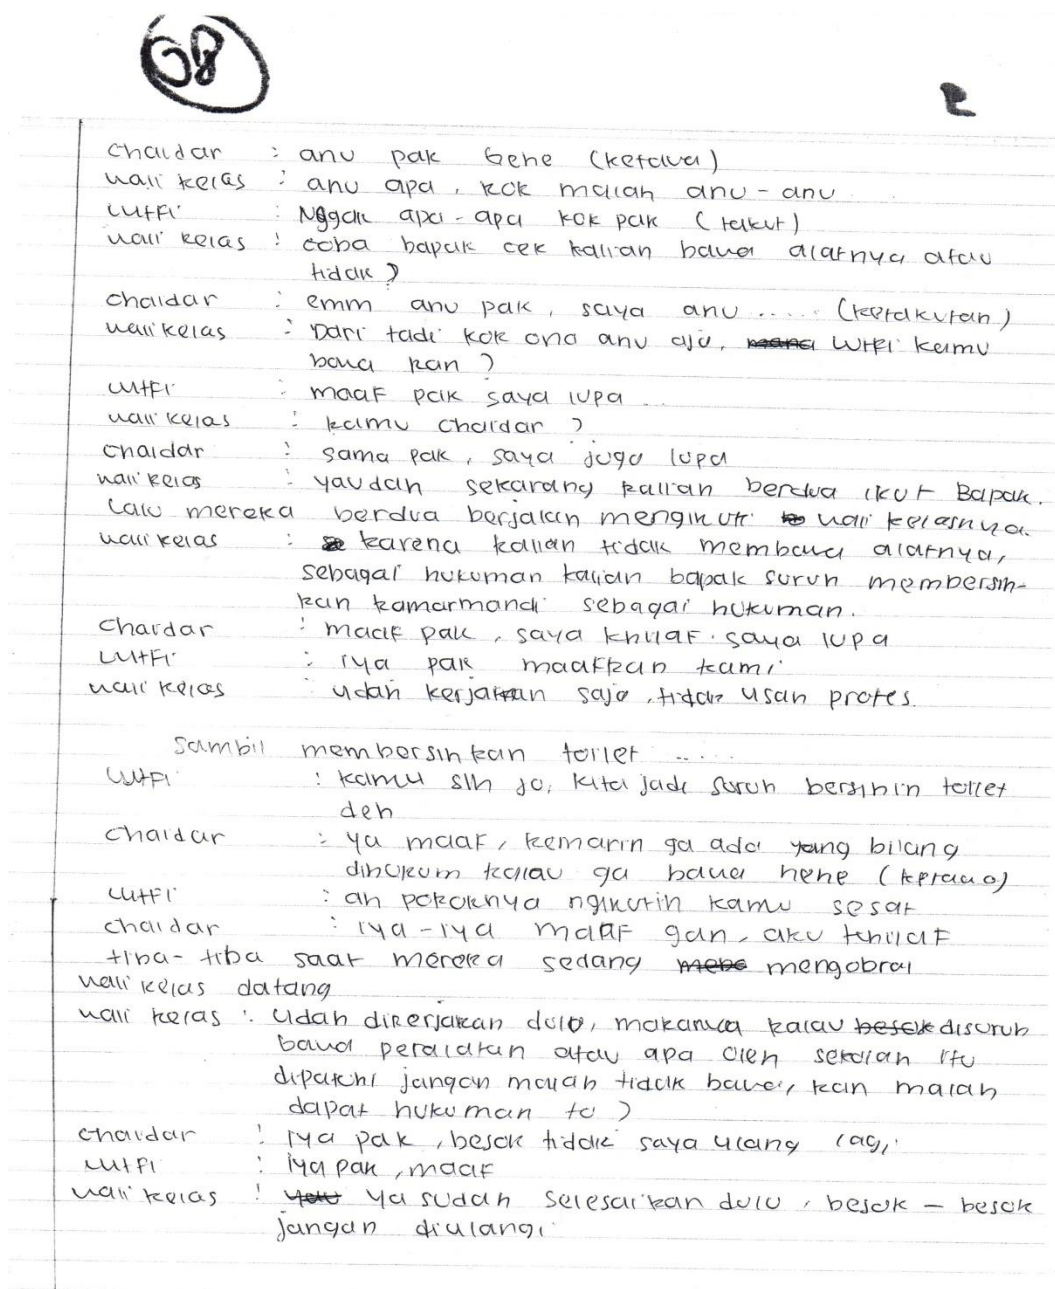 68
2
Chaidar : anu pak hehe (ketawa)
wali kelas : anu apa, kok malah anu-anu
Lutfi : Nggak apa-apa kok pak (takut)
wali kelas : coba bapak cek kalian bawa alatnya atau
tidak ?
chaidar : emm anu pak, saya anu ..... (ketakutan)
wali kelas : Dari tadi kok ona anu aja, Lutfi kamu
bawa kan ?
Lutfi : maaf pak saya lupa ..
wali kelas : kamu chaidar ?
chaidar : sama pak, saya juga lupa
wali kelas : yaudah sekarang kalian berdua ikut Bapak.
Lalu mereka berdua berjalan mengikuti wali kelasnya.
wali kelas : karena kalian tidak membawa alatnya,
sebagai hukuman kalian bapak suruh membersih-
kan kamarmandi sebagai hukuman.
Chaidar : maaf pak, saya khilaf. saya lupa
Lutfi : iya pak maafkan kami
wali kelas : udah kerjakan saja, tidak usah protes.
Sambil membersihkan toilet .....
Lutfi : kamu sih jo, kita jadi suruh bersihin toilet
deh
Chaidar : ya maaf, kemarin ga ada yang bilang
dihukum kalau ga bawa hehe (ketawa)
Lutfi : ah pokoknya ngikutin kamu sesat
chaidar : iya-iya maaf gan, aku khilaf
tiba-tiba saat mereka sedang mengobral
wali kelas datang
wali kelas : Udah dikerjakan dulu, makanya kalau disuruh
bawa peralatan atau apa oleh sekolah itu
dipatuhi jangan malah tidak bawa, kan malah
dapat hukuman to ?
chaidar : iya pak, besok tidak saya ulang lagi
Lutfi : iya pak, maaf
wali kelas : ya sudah selesaikan dulu, besok - besok
jangan diulangi